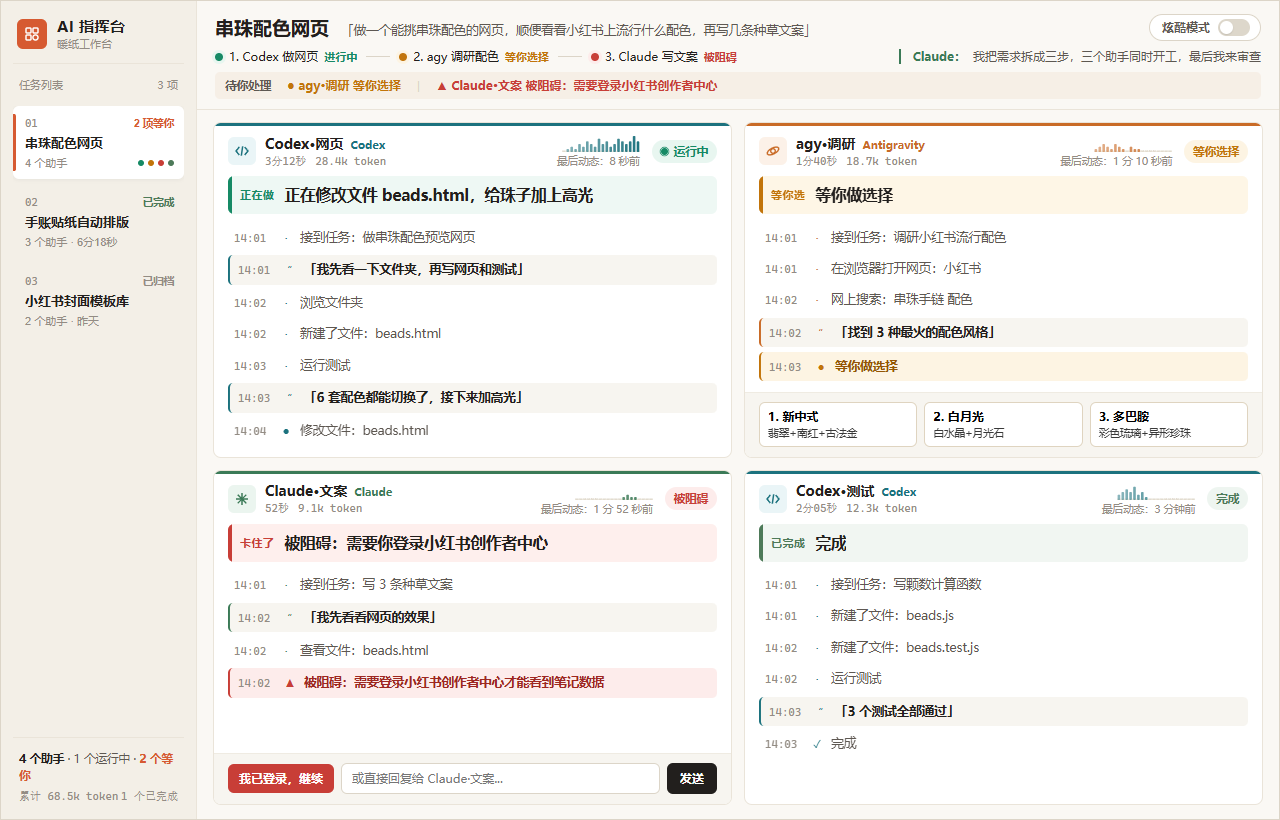 AI 指挥台
暖纸工作台
任务列表 3 项
01 2 顶等你
串珠配色网页
4 个助手
02 已完成
手账贴纸自动排版
3 个助手 · 6分18秒
03 已归档
小红书封面模板库
2 个助手 · 昨天
4 个助手 · 1 个运行中 · 2 个等你
累计 68.5k token 1 个已完成
串珠配色网页 「做一个能挑串珠配色的网页，顺便看看小红书上流行什么配色，再写几条种草文案」
炫酷模式
1. Codex 做网页 进行中 2. agy 调研配色 等你选择 3. Claude 写文案 被阻碍
Claude： 我把需求拆成三步，三个助手同时开工，最后我来审查
待你处理 ● agy•调研 等你选择 ▲ Claude•文案 被阻碍：需要登录小红书创作者中心
Codex•网页 Codex
3分12秒 28.4k token
最后动态：8 秒前
运行中
正在做 正在修改文件 beads.html，给珠子加上高光
14:01 · 接到任务：做串珠配色预览网页
14:01 “ 「我先看一下文件夹，再写网页和测试」
14:02 · 浏览文件夹
14:02 · 新建了文件：beads.html
14:03 · 运行测试
14:03 “ 「6 套配色都能切换了，接下来加高光」
14:04 ● 修改文件：beads.html
agy•调研 Antigravity
1分40秒 18.7k token
最后动态：1 分 10 秒前
等你选择
等你选 等你做选择
14:01 · 接到任务：调研小红书流行配色
14:01 · 在浏览器打开网页：小红书
14:02 · 网上搜索：串珠手链 配色
14:02 “ 「找到 3 种最火的配色风格」
14:03 ● 等你做选择
1. 新中式
翡翠+南红+古法金
2. 白月光
白水晶+月光石
3. 多巴胺
彩色琉璃+异形珍珠
Claude•文案 Claude
52秒 9.1k token
最后动态：1 分 52 秒前
被阻碍
卡住了 被阻碍：需要你登录小红书创作者中心
14:01 · 接到任务：写 3 条种草文案
14:02 “ 「我先看看网页的效果」
14:02 · 查看文件：beads.html
14:02 ▲ 被阻碍：需要登录小红书创作者中心才能看到笔记数据
我已登录，继续
或直接回复给 Claude·文案...
发送
Codex•测试 Codex
2分05秒 12.3k token
最后动态：3 分钟前
完成
已完成 完成
14:01 · 接到任务：写颗数计算函数
14:01 · 新建了文件：beads.js
14:02 · 新建了文件：beads.test.js
14:02 · 运行测试
14:03 “ 「3 个测试全部通过」
14:03 ✓ 完成